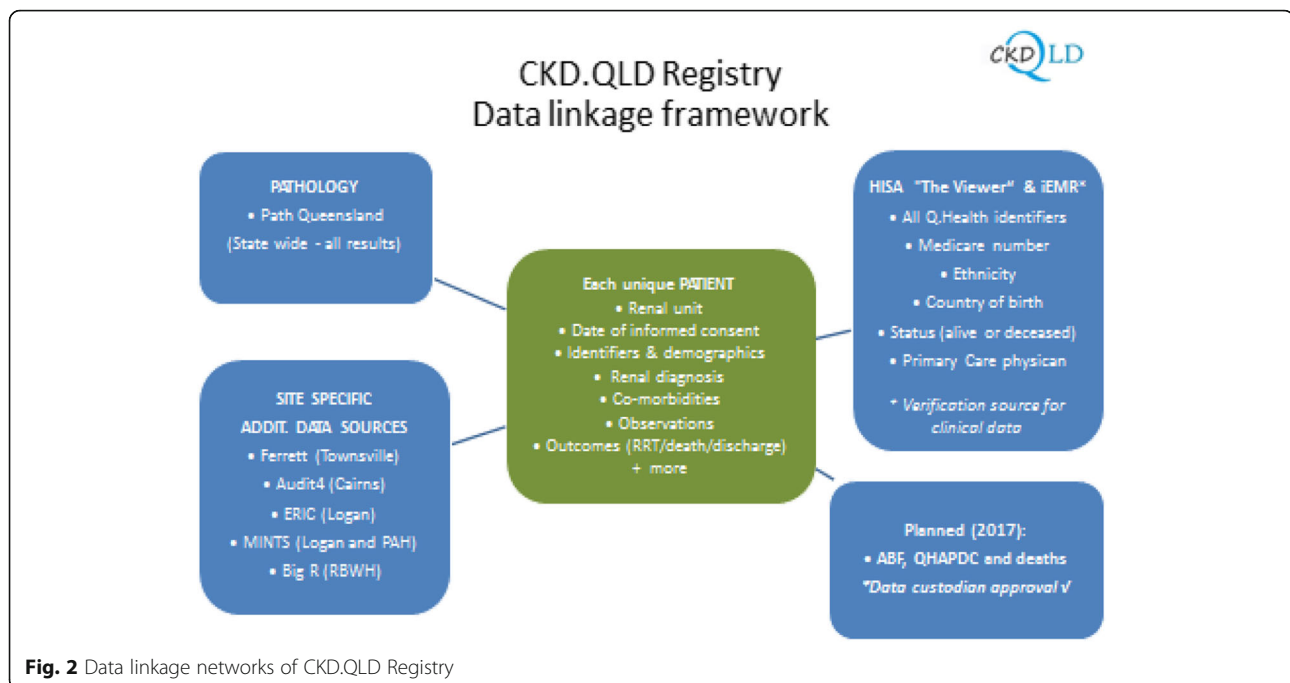 CKD QLD
CKD.QLD Registry
Data linkage framework
PATHOLOGY
• Path Queensland
(State wide - all results)
SITE SPECIFIC
ADDIT. DATA SOURCES
• Ferrett (Townsville)
• Audit4 (Cairns)
• ERIC (Logan)
• MINTS (Logan and PAH)
• Big R (RBWH)
Each unique PATIENT
• Renal unit
• Date of informed consent
• Identifiers & demographics
• Renal diagnosis
• Co-morbidities
• Observations
• Outcomes (RRT/death/discharge)
+ more
HISA "The Viewer" & iEMR*
• All Q.Health identifiers
• Medicare number
• Ethnicity
• Country of birth
• Status (alive or deceased)
• Primary Care physican
* Verification source for
clinical data
Planned (2017):
• ABF, QHAPDC and deaths
*Data custodian approval √
Fig. 2 Data linkage networks of CKD.QLD Registry